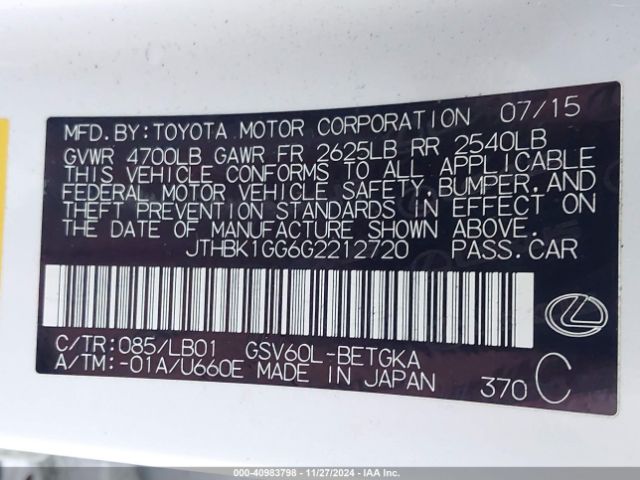 07/15
MFD.BY:TOYOTA MOTOR CORPORATION
GVWR 4700LB GAWR FR 2625LB RR 2540LB
THIS VEHICLE CONFORMS TO ALL APPLICABLE
FEDERAL MOTOR VEHICLE SAFETY,BUMPER,AND
THEFT PREVENTION STANDARDS IN EFFECT ON
THE DATE OF MANUFACTURE SHOWN ABOVE.
JTHBK1GG6G2212720 PASS.CAR
C/TR:085/LB01 GSV60L-BETGKA
A/TM:-01A/U660E MADE IN JAPAN
370 C
000-40983798 - 11/27/2024 - IAA Inc.